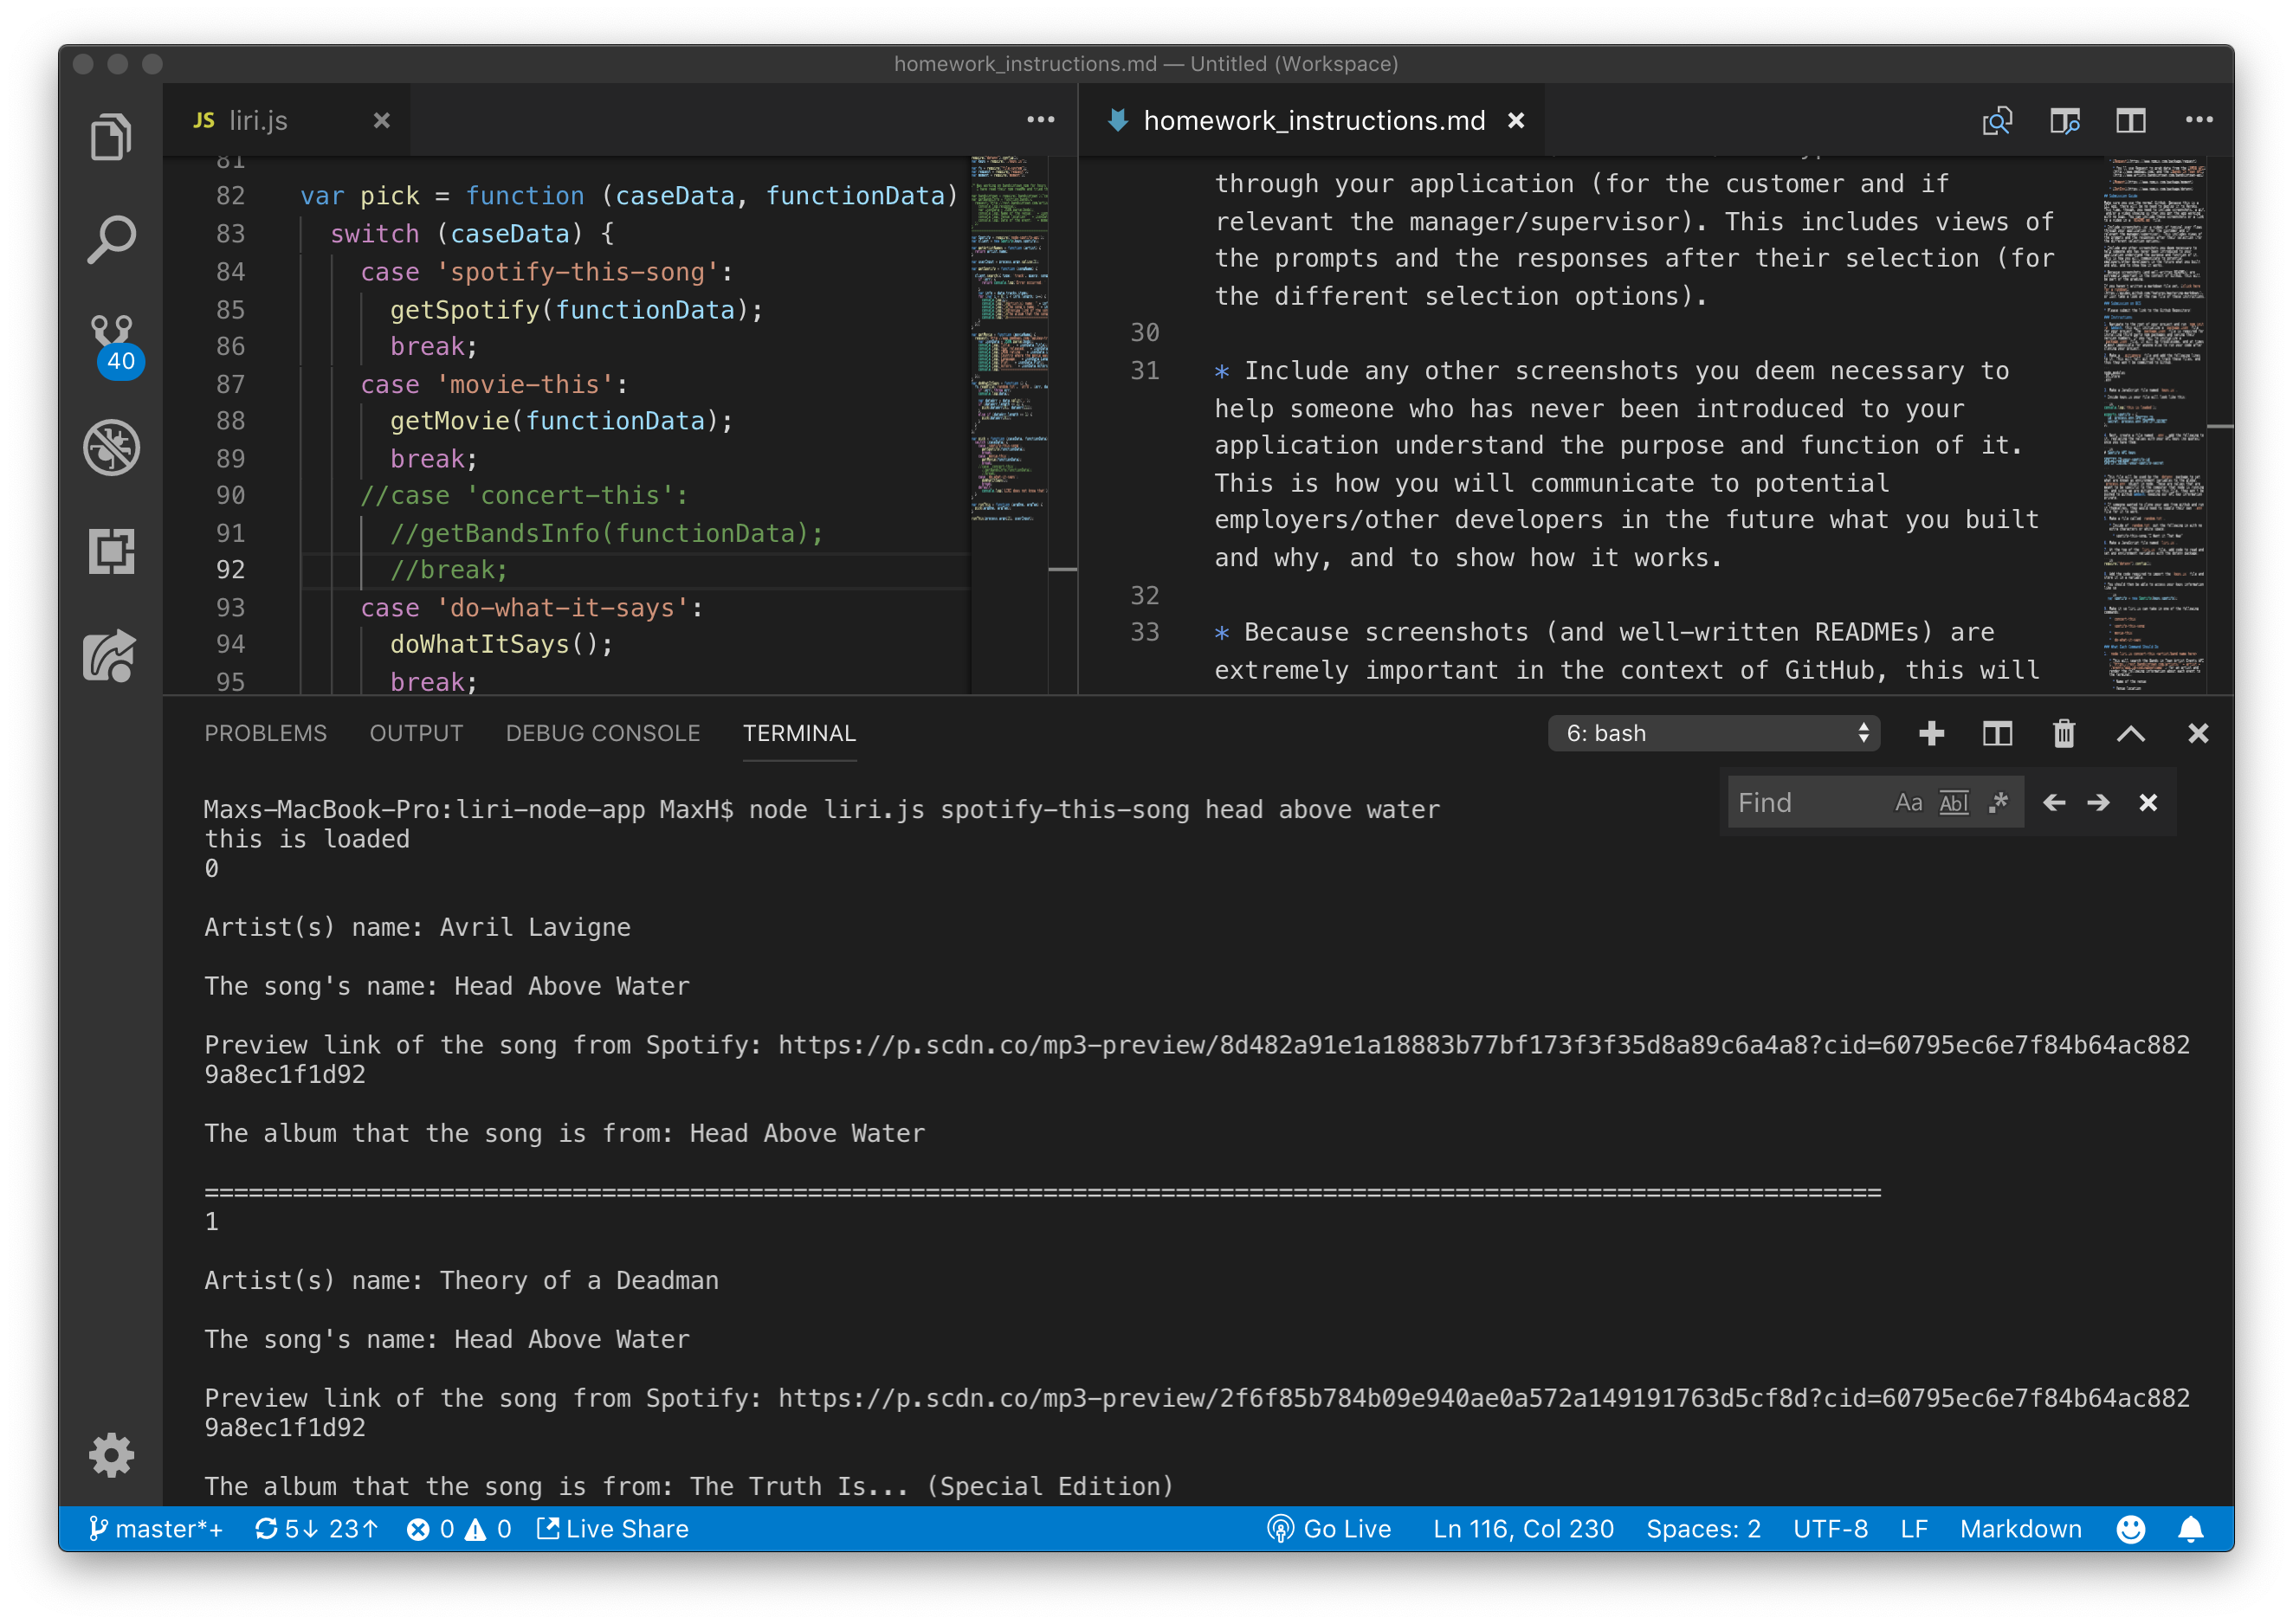 homework_instructions.md — Untitled (Workspace)
JS liri.js
homework_instructions.md
40
81
82 var pick = function (caseData, functionData)
83 switch (caseData) {
84 case 'spotify-this-song':
85 getSpotify(functionData);
86 break;
87 case 'movie-this':
88 getMovie(functionData);
89 break;
90 //case 'concert-this':
91 //getBandsInfo(functionData);
92 //break;
93 case 'do-what-it-says':
94 doWhatItSays();
95 break;
through your application (for the customer and if
relevant the manager/supervisor). This includes views of
the prompts and the responses after their selection (for
the different selection options).
30
31 * Include any other screenshots you deem necessary to
help someone who has never been introduced to your
application understand the purpose and function of it.
This is how you will communicate to potential
employers/other developers in the future what you built
and why, and to show how it works.
32
33 * Because screenshots (and well-written READMEs) are
extremely important in the context of GitHub, this will
PROBLEMS OUTPUT DEBUG CONSOLE TERMINAL
6: bash
Find Aa Abl .*
Maxs-MacBook-Pro:liri-node-app MaxH$ node liri.js spotify-this-song head above water
this is loaded
0
Artist(s) name: Avril Lavigne
The song's name: Head Above Water
Preview link of the song from Spotify: https://p.scdn.co/mp3-preview/8d482a91e1a18883b77bf173f3f35d8a89c6a4a8?cid=60795ec6e7f84b64ac882
9a8ec1f1d92
The album that the song is from: Head Above Water
==================================================================================================================
1
Artist(s) name: Theory of a Deadman
The song's name: Head Above Water
Preview link of the song from Spotify: https://p.scdn.co/mp3-preview/2f6f85b784b09e940ae0a572a149191763d5cf8d?cid=60795ec6e7f84b64ac882
9a8ec1f1d92
The album that the song is from: The Truth Is... (Special Edition)
master*+ 5↓ 23↑ 0 0 Live Share Go Live Ln 116, Col 230 Spaces: 2 UTF-8 LF Markdown